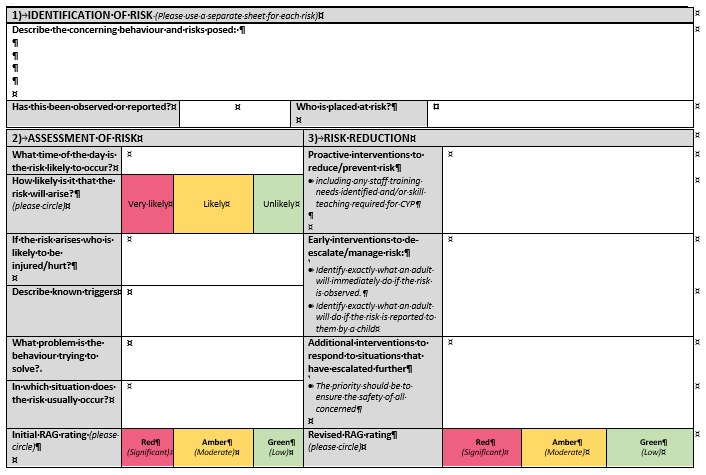 1) IDENTIFICATION OF RISK (Please use a separate sheet for each risk)¤
Describe the concerning behaviour and risks posed: ¶
¶
¶
¶
¶
¤
Has this been observed or reported?¤
¤
Who is placed at risk?¶
¤
¤
2) ASSESSMENT OF RISK¤
3) RISK REDUCTION¤
What time of the day is
the risk likely to occur?¤
¤
Proactive interventions to
reduce/prevent risk¶
• including any staff training
needs identified and/or skill
teaching required for CYP¶
¶
¤
¤
How likely is it that the
risk will arise?¶
(please circle)¤
Very likely¤
Likely¤
Unlikely¤
If the risk arises who is
likely to be
injured/hurt?¶
¤
¤
Early interventions to de-
escalate/manage risk:¶
• Identify exactly what an adult
will immediately do if the risk
is observed. ¶
• Identify exactly what an adult
will do if the risk is reported to
them by a child¤
¤
Describe known triggers¤
¤
What problem is the
behaviour trying to
solve?¤
¤
Additional interventions to
respond to situations that
have escalated further¶
• The priority should be to
ensure the safety of all
concerned¶
¤
¤
In which situation does
the risk usually occur?¤
¤
Initial RAG rating (please
circle)¶
¤
Red¶
(Significant)¤
Amber¶
(Moderate)¤
Green¶
(Low)¤
Revised RAG rating¶
(please circle)¤
Red¶
(Significant)¤
Amber¶
(Moderate)¤
Green¶
(Low)¤